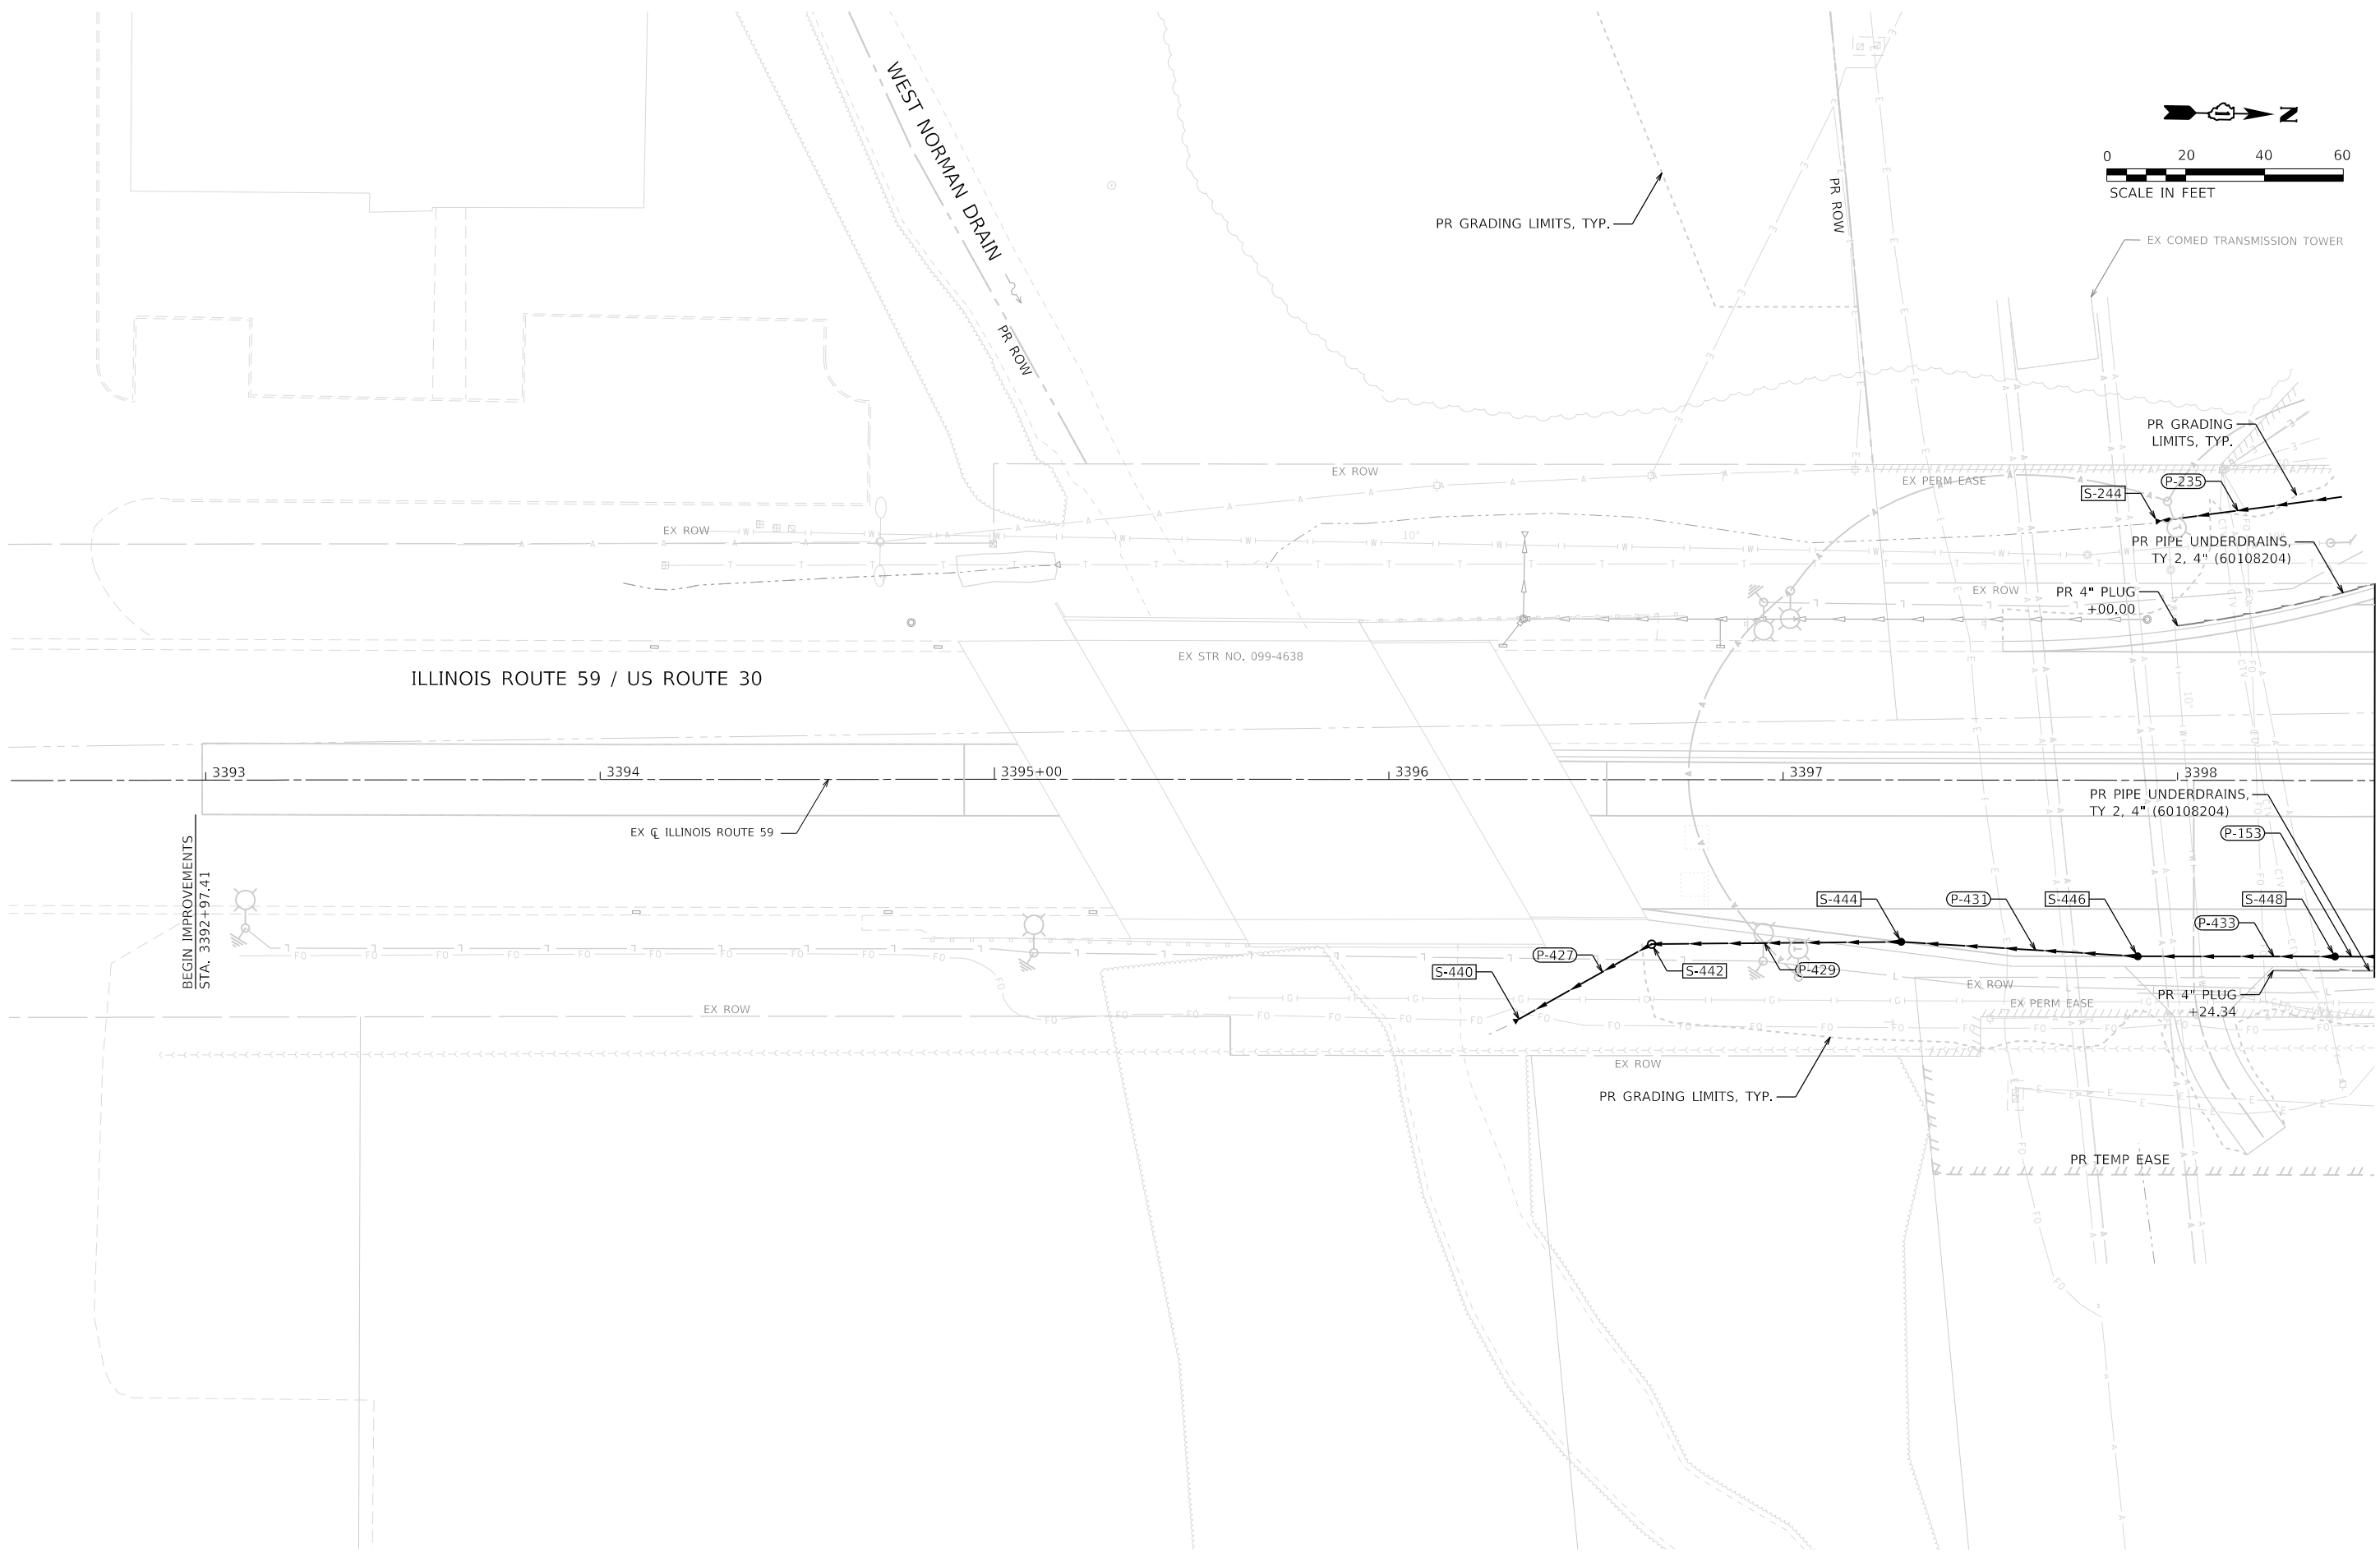 WEST NORMAN DRAIN
PR ROW
PR GRADING LIMITS, TYP.
PR ROW
N
0 20 40 60
SCALE IN FEET
EX COMED TRANSMISSION TOWER
PR GRADING
LIMITS, TYP.
EX ROW
EX PERM EASE
P-235
S-244
EX ROW
10"
PR PIPE UNDERDRAINS,
TY 2, 4" (60108204)
PR 4" PLUG
+00.00
EX ROW
EX STR NO. 099-4638
ILLINOIS ROUTE 59 / US ROUTE 30
10"
3393 3394 3395+00 3396 3397 3398
EX ℄ ILLINOIS ROUTE 59
PR PIPE UNDERDRAINS,
TY 2, 4" (60108204)
P-153
BEGIN IMPROVEMENTS
STA. 3392+97.41
S-444
P-431
S-446
S-448
P-433
P-427
S-440
S-442
P-429
EX ROW
EX ROW
EX PERM EASE
PR 4" PLUG
+24.34
EX ROW
PR GRADING LIMITS, TYP.
PR TEMP EASE